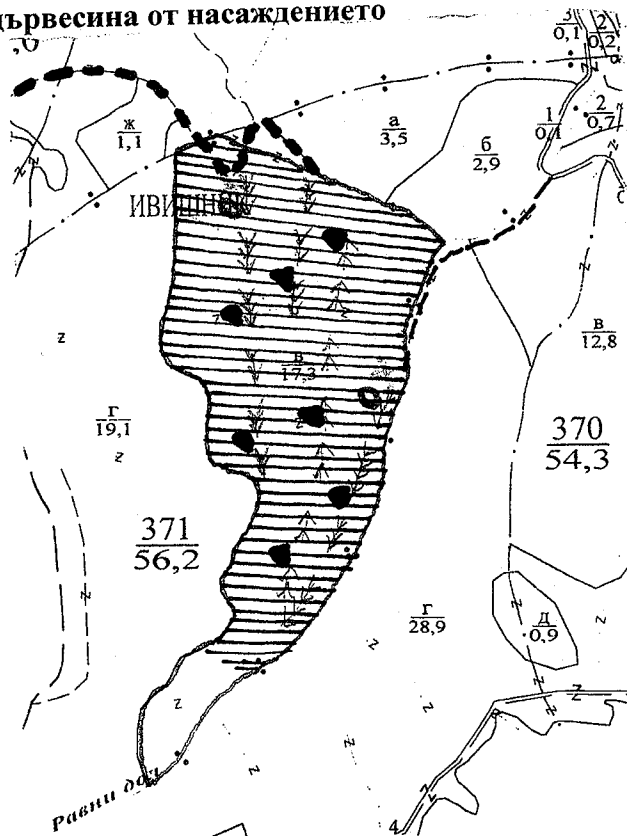 дървесина от насаждението
3
0,1
2
0,2
ж
1,1
а
3,5
б
2,9
1
0,1
2
0,7
z
в
17,3
в
12,8
г
19,1
z
370
54,3
371
56,2
г
28,9
д
0,9
z
z
z
Равни дол
4